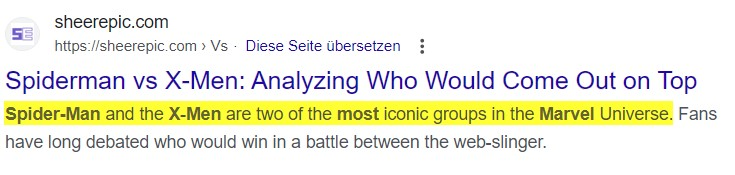 SE
sheerepic.com
https://sheerepic.com › Vs · Diese Seite übersetzen
Spiderman vs X-Men: Analyzing Who Would Come Out on Top
Spider-Man and the X-Men are two of the most iconic groups in the Marvel Universe. Fans
have long debated who would win in a battle between the web-slinger.